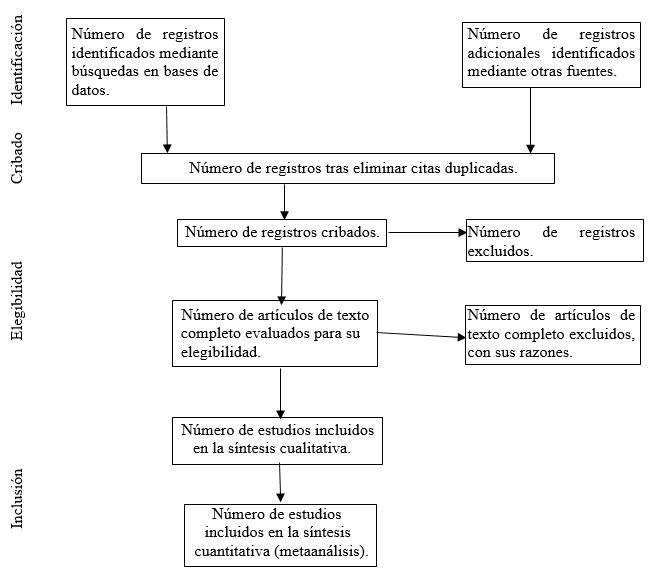 Identificación
Número de registros
identificados mediante
búsquedas en bases de
datos.
Número de registros
adicionales identificados
mediante otras fuentes.
Cribado
Número de registros tras eliminar citas duplicadas.
Número de registros cribados.
Número de registros
excluidos.
Elegibilidad
Número de artículos de texto
completo evaluados para su
elegibilidad.
Número de artículos de
texto completo excluidos,
con sus razones.
Número de estudios incluidos
en la síntesis cualitativa.
Inclusión
Número de estudios
incluidos en la síntesis
cuantitativa (metaanálisis).